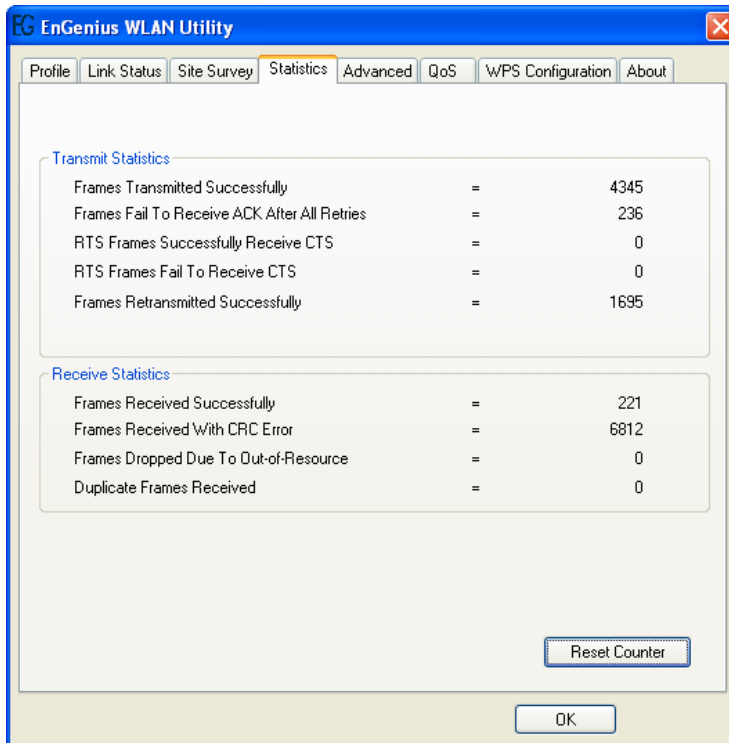 EG EnGenius WLAN Utility
Profile Link Status Site Survey Statistics Advanced QoS WPS Configuration About
Transmit Statistics
Frames Transmitted Successfully = 4345
Frames Fail To Receive ACK After All Retries = 236
RTS Frames Successfully Receive CTS = 0
RTS Frames Fail To Receive CTS = 0
Frames Retransmitted Successfully = 1695
Receive Statistics
Frames Received Successfully = 221
Frames Received With CRC Error = 6812
Frames Dropped Due To Out-of-Resource = 0
Duplicate Frames Received = 0
Reset Counter
OK